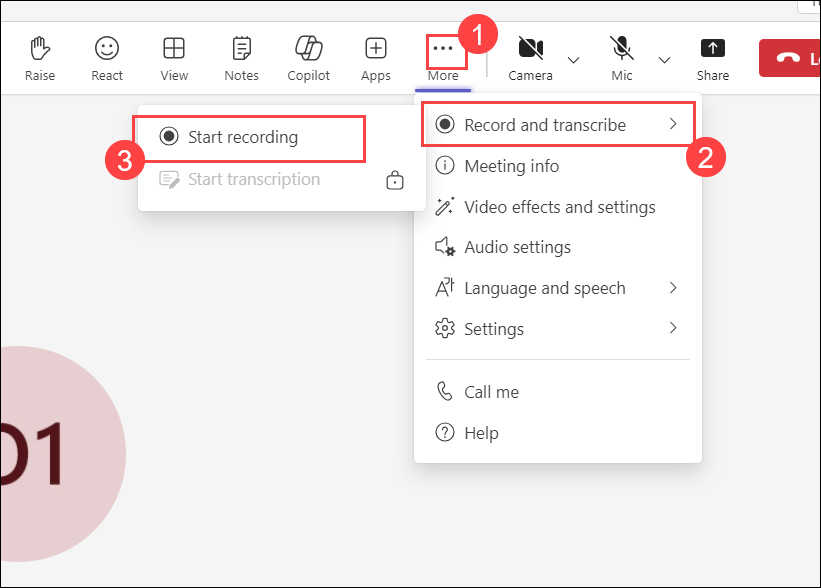 1
Raise React View Notes Copilot Apps More Camera Mic Share
Record and transcribe
2
Start recording
3
Start transcription
Meeting info
Video effects and settings
Audio settings
Language and speech
Settings
Call me
Help
01